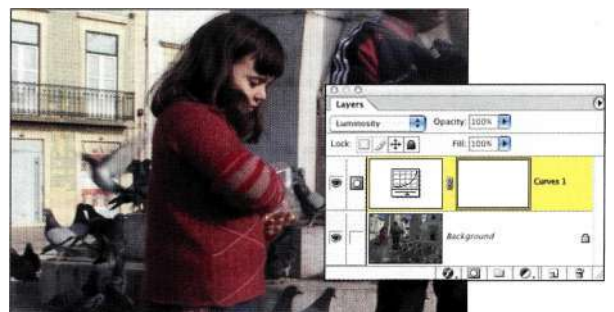 Layers
Luminosity Opacity: 100%
Lock: Fill: 100%
Curves 1
Background